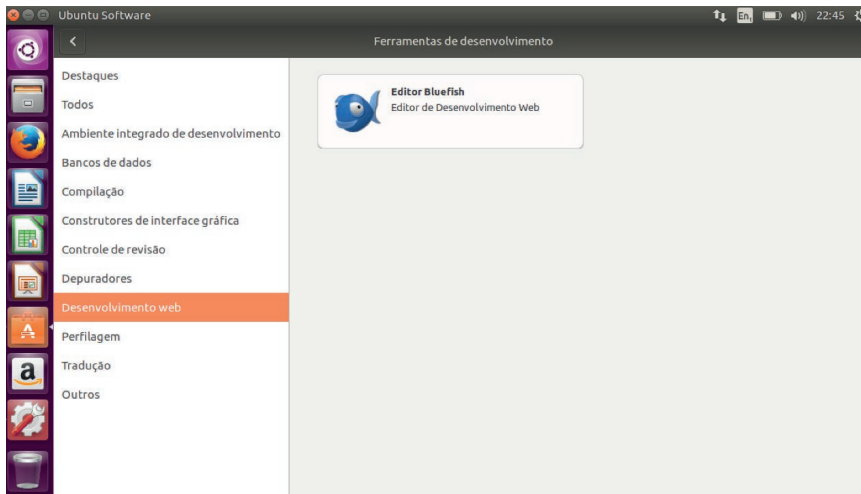 Ubuntu Software
En
22:45
Ferramentas de desenvolvimento
Destaques
Todos
Ambiente integrado de desenvolvimento
Bancos de dados
Compilação
Construtores de interface gráfica
Controle de revisão
Depuradores
Desenvolvimento web
Perfilagem
Tradução
Outros
Editor Bluefish
Editor de Desenvolvimento Web
A
a